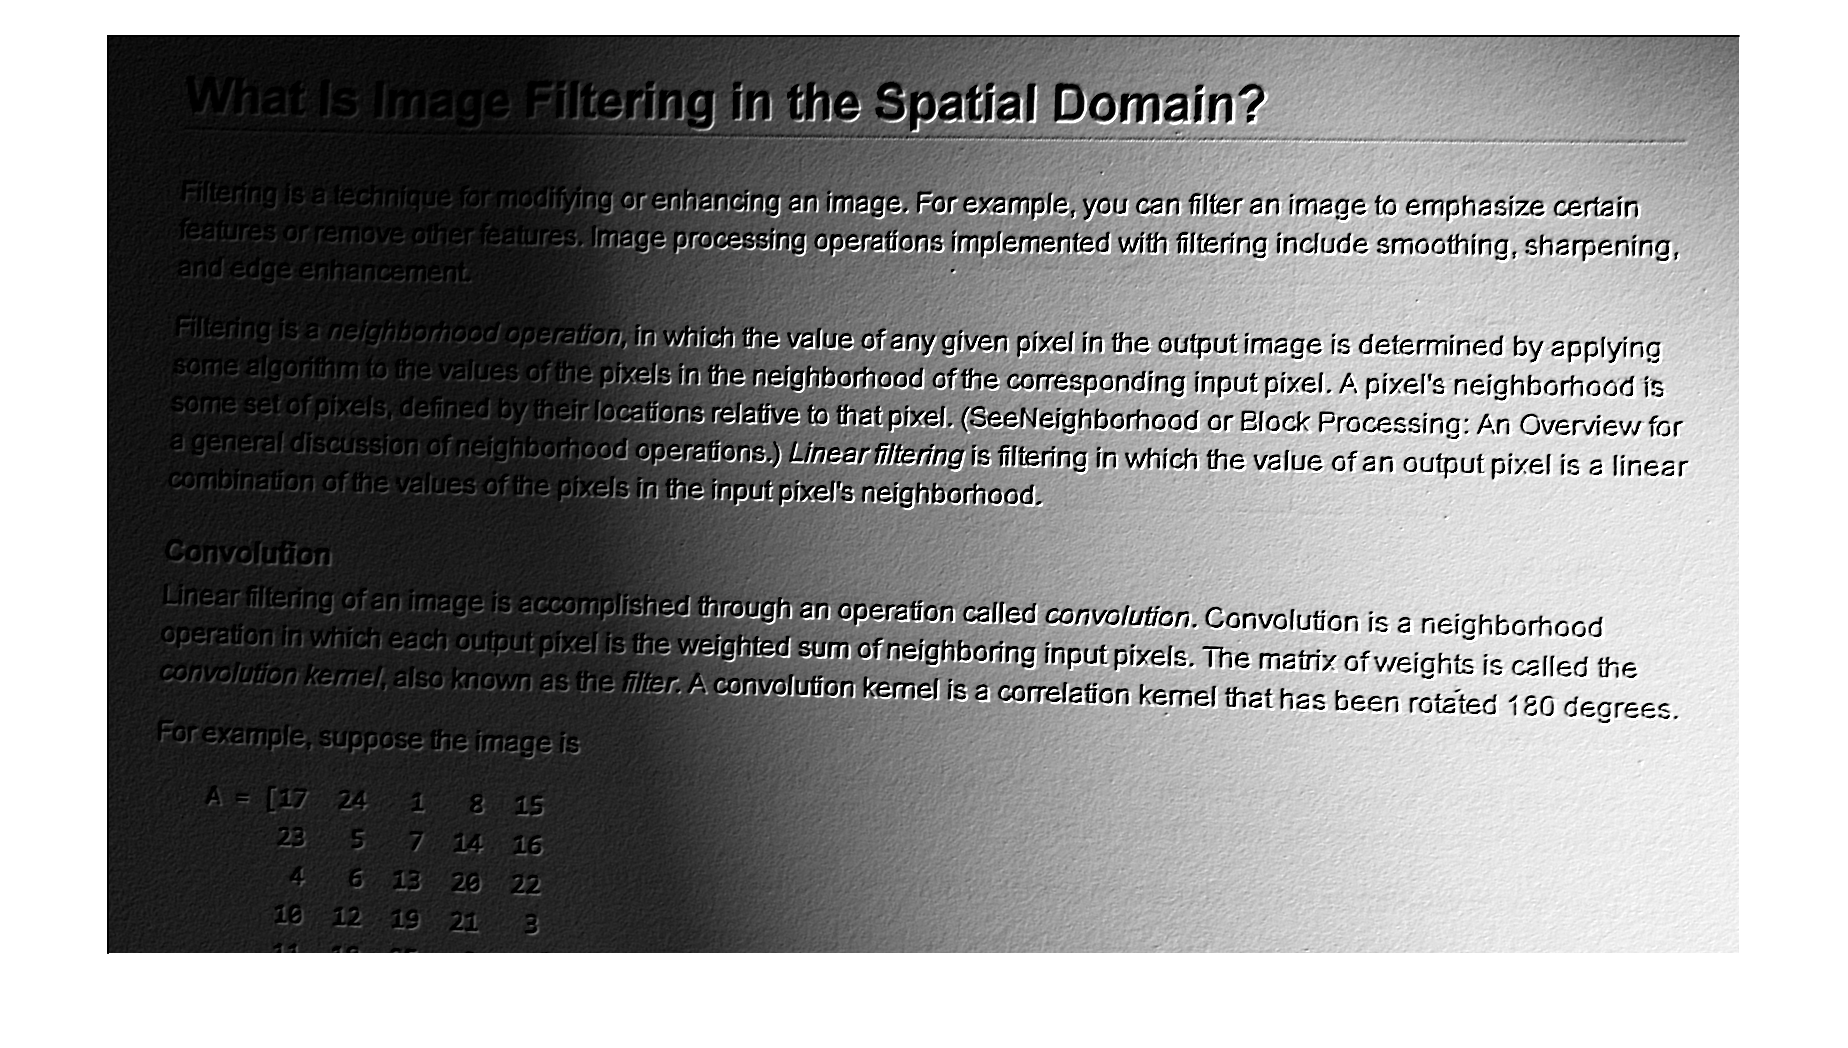 What Is Image Filtering in the Spatial Domain?
Filtering is a technique for modifying or enhancing an image. For example, you can filter an image to emphasize certain
features or remove other features. Image processing operations implemented with filtering include smoothing, sharpening,
and edge enhancement.
Filtering is a neighborhood operation, in which the value of any given pixel in the output image is determined by applying
some algorithm to the values of the pixels in the neighborhood of the corresponding input pixel. A pixel's neighborhood is
some set of pixels, defined by their locations relative to that pixel. (SeeNeighborhood or Block Processing: An Overview for
a general discussion of neighborhood operations.) Linear filtering is filtering in which the value of an output pixel is a linear
combination of the values of the pixels in the input pixel's neighborhood.
Convolution
Linear filtering of an image is accomplished through an operation called convolution. Convolution is a neighborhood
operation in which each output pixel is the weighted sum of neighboring input pixels. The matrix of weights is called the
convolution kernel, also known as the filter. A convolution kernel is a correlation kernel that has been rotated 180 degrees.
For example, suppose the image is
A = [17 24 1 8 15
23 5 7 14 16
4 6 13 20 22
10 12 19 21 3